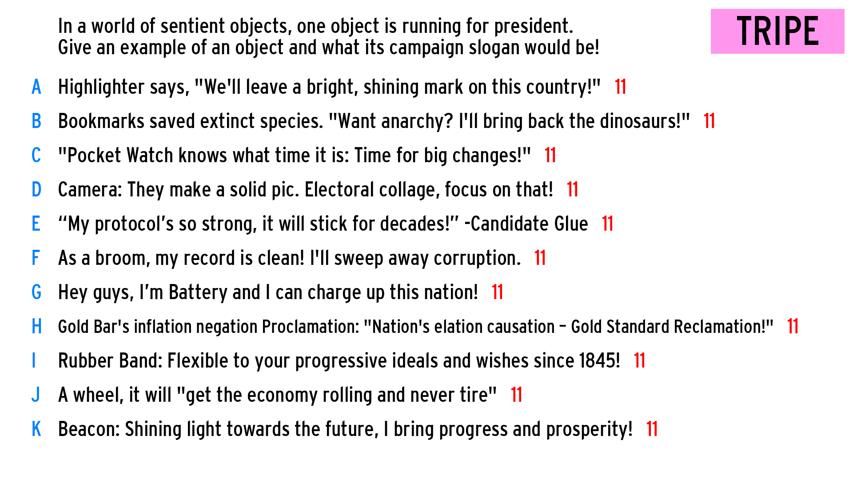 In a world of sentient objects, one object is running for president.
Give an example of an object and what its campaign slogan would be!
TRIPE
A Highlighter says, "We'll leave a bright, shining mark on this country!" 11
B Bookmarks saved extinct species. "Want anarchy? I'll bring back the dinosaurs!" 11
C "Pocket Watch knows what time it is: Time for big changes!" 11
D Camera: They make a solid pic. Electoral collage, focus on that! 11
E “My protocol’s so strong, it will stick for decades!” -Candidate Glue 11
F As a broom, my record is clean! I'll sweep away corruption. 11
G Hey guys, I’m Battery and I can charge up this nation! 11
H Gold Bar's inflation negation Proclamation: "Nation's elation causation – Gold Standard Reclamation!" 11
I Rubber Band: Flexible to your progressive ideals and wishes since 1845! 11
J A wheel, it will "get the economy rolling and never tire" 11
K Beacon: Shining light towards the future, I bring progress and prosperity! 11